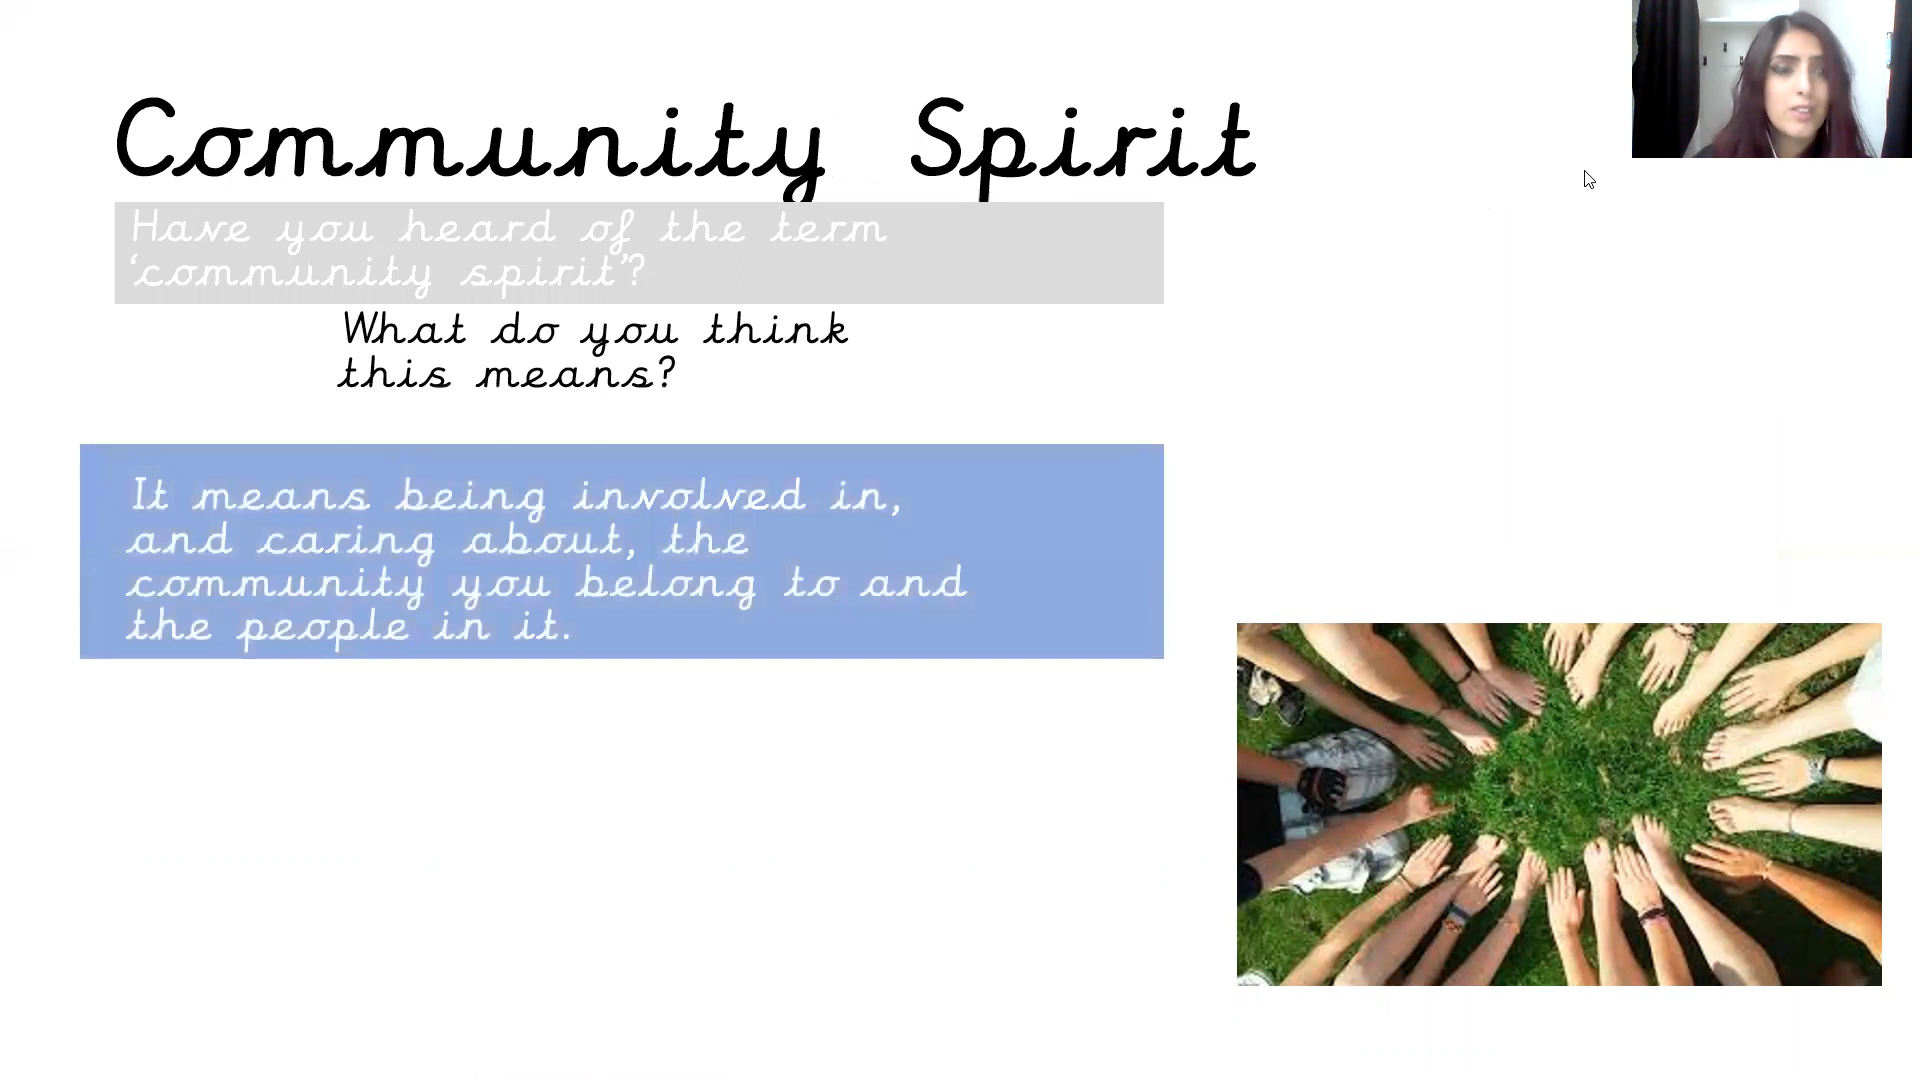 Community Spirit
Have you heard of the term
‘community spirit’?
What do you think
this means?
It means being involved in,
and caring about, the
community you belong to and
the people in it.